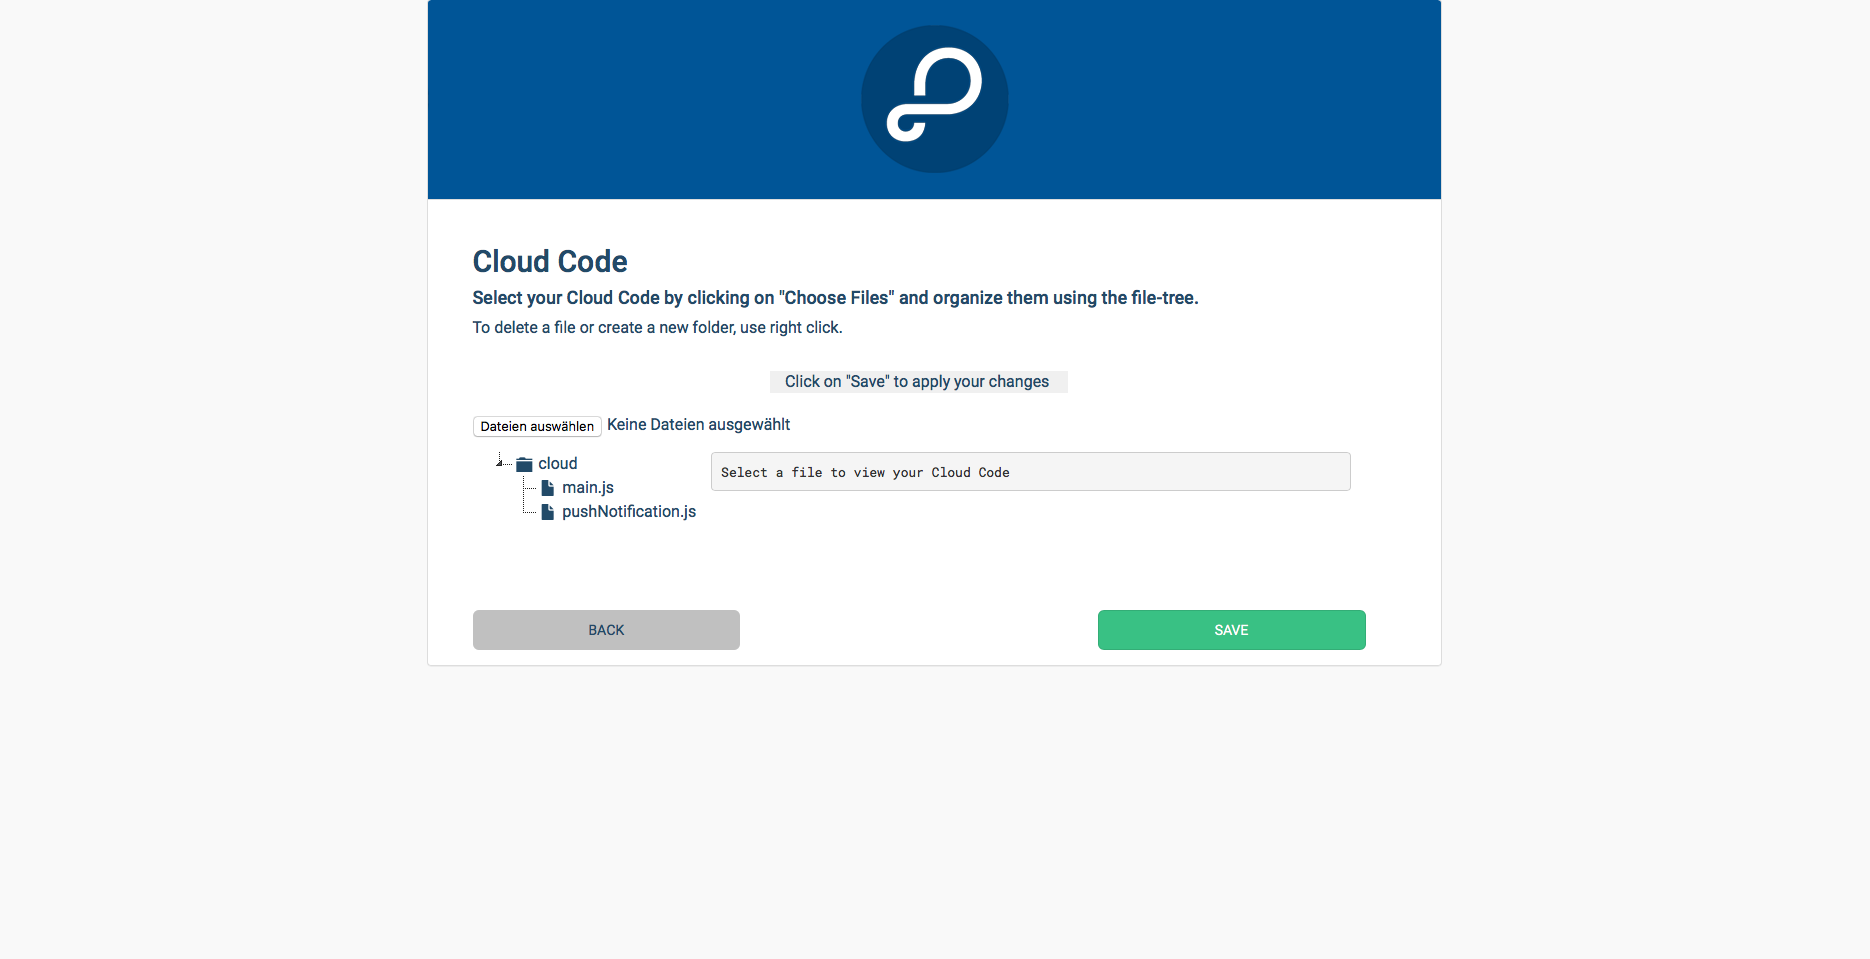 Cloud Code
Select your Cloud Code by clicking on "Choose Files" and organize them using the file-tree.
To delete a file or create a new folder, use right click.
Click on "Save" to apply your changes
Dateien auswählen Keine Dateien ausgewählt
cloud
main.js
pushNotification.js
Select a file to view your Cloud Code
BACK
SAVE